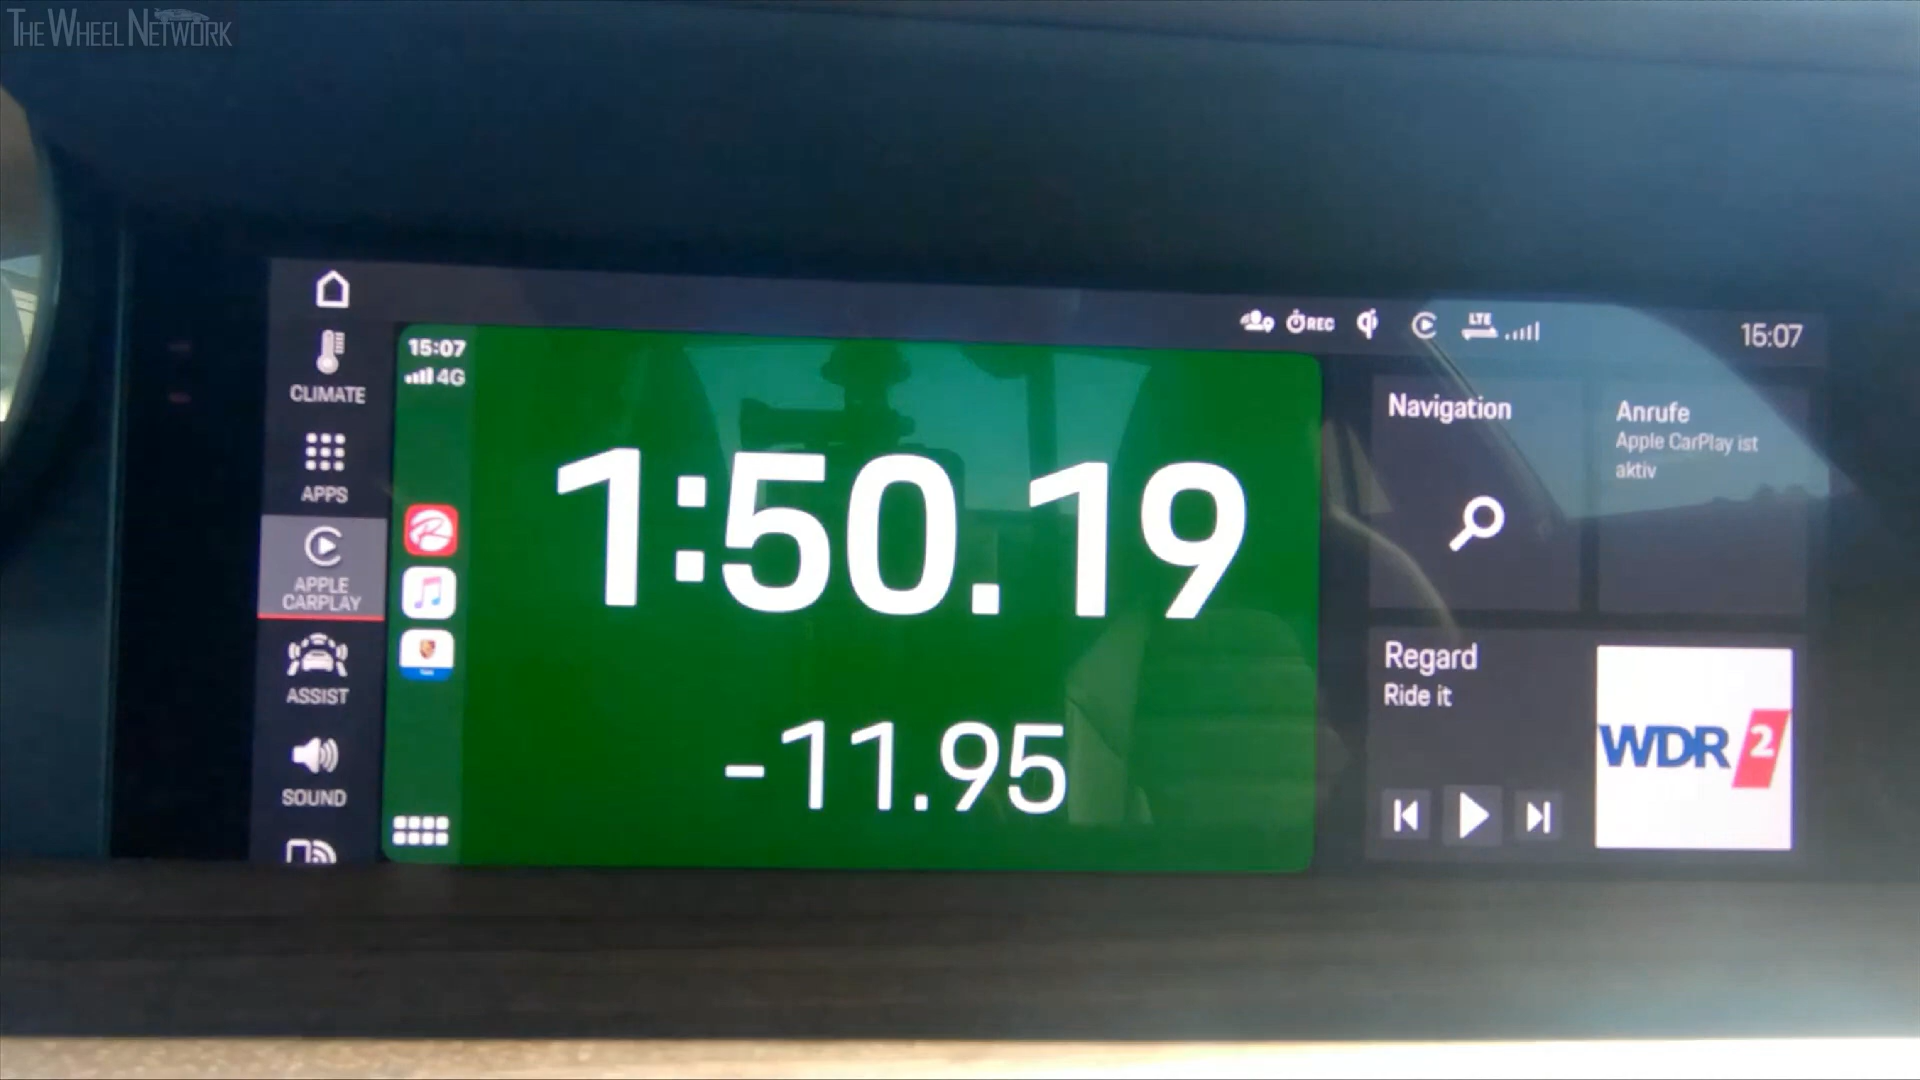 THE WHEEL NETWORK
REC
LTE
15:07
CLIMATE
APPS
APPLE
CARPLAY
ASSIST
SOUND
15:07
4G
1:50.19
-11.95
Navigation
Anrufe
Apple CarPlay ist
aktiv
Regard
Ride it
WDR 2